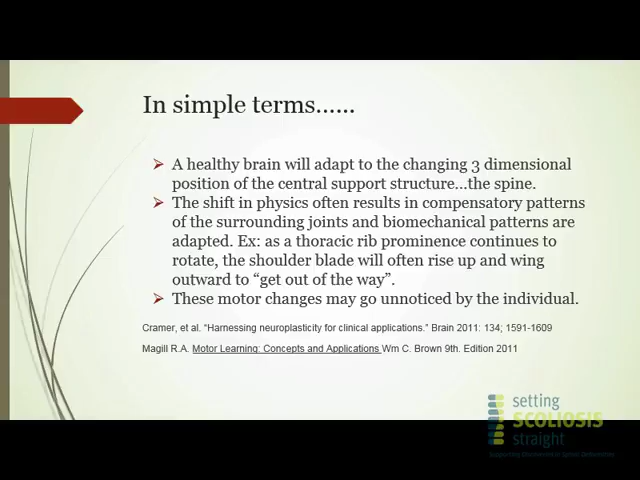 In simple terms......
A healthy brain will adapt to the changing 3 dimensional
position of the central support structure...the spine.
The shift in physics often results in compensatory patterns
of the surrounding joints and biomechanical patterns are
adapted. Ex: as a thoracic rib prominence continues to
rotate, the shoulder blade will often rise up and wing
outward to “get out of the way”.
These motor changes may go unnoticed by the individual.
Cramer, et al. “Harnessing neuroplasticity for clinical applications.” Brain 2011: 134; 1591-1609
Magill R.A. Motor Learning: Concepts and Applications Wm C. Brown 9th. Edition 2011
setting
SCOLIOSIS
straight